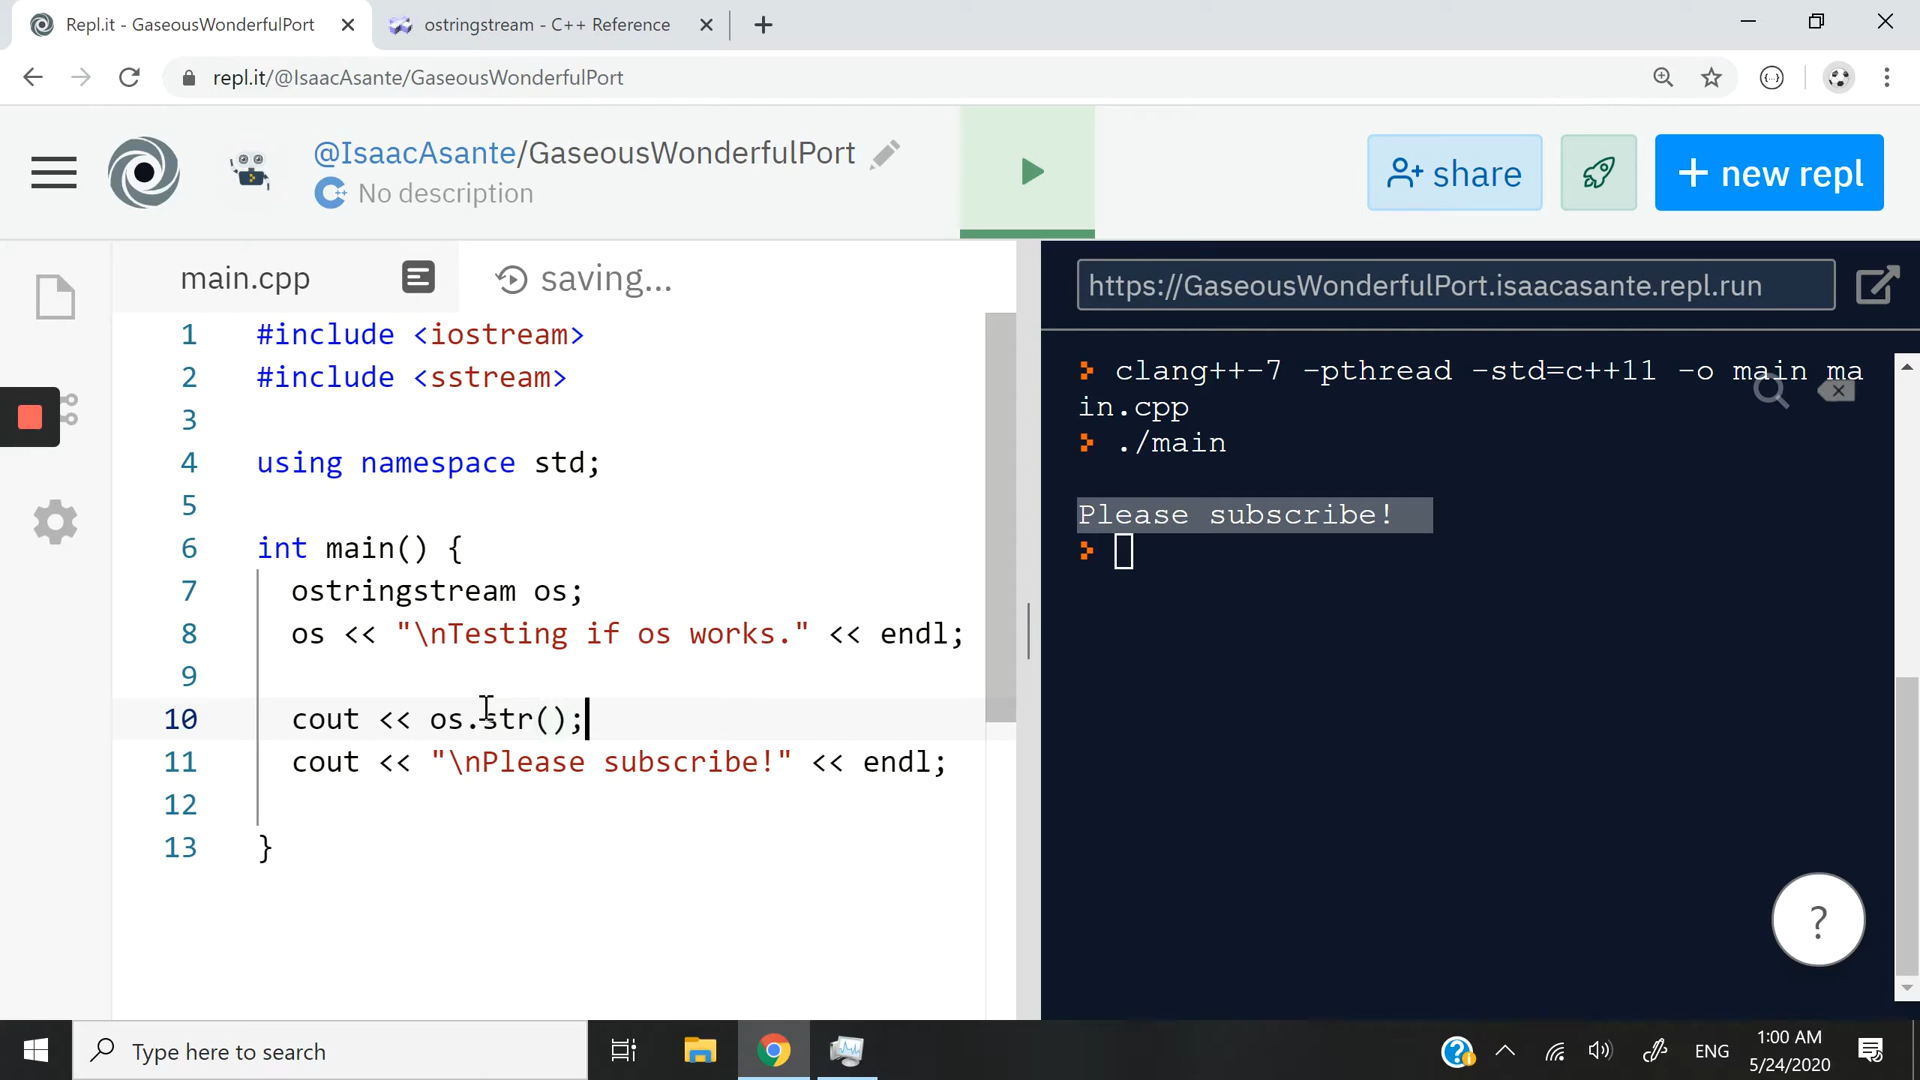 Repl.it - GaseousWonderfulPort
ostringstream - C++ Reference
repl.it/@IsaacAsante/GaseousWonderfulPort
@IsaacAsante/GaseousWonderfulPort
No description
share
+ new repl
main.cpp
saving...
https://GaseousWonderfulPort.isaacasante.repl.run
1 #include <iostream>
2 #include <sstream>
3
4 using namespace std;
5
6 int main() {
7 ostringstream os;
8 os << "\nTesting if os works." << endl;
9
10 cout << os.str();
11 cout << "\nPlease subscribe!" << endl;
12
13 }
clang++-7 -pthread -std=c++11 -o main ma
in.cpp
./main
Please subscribe!
?
Type here to search
ENG
1:00 AM
5/24/2020